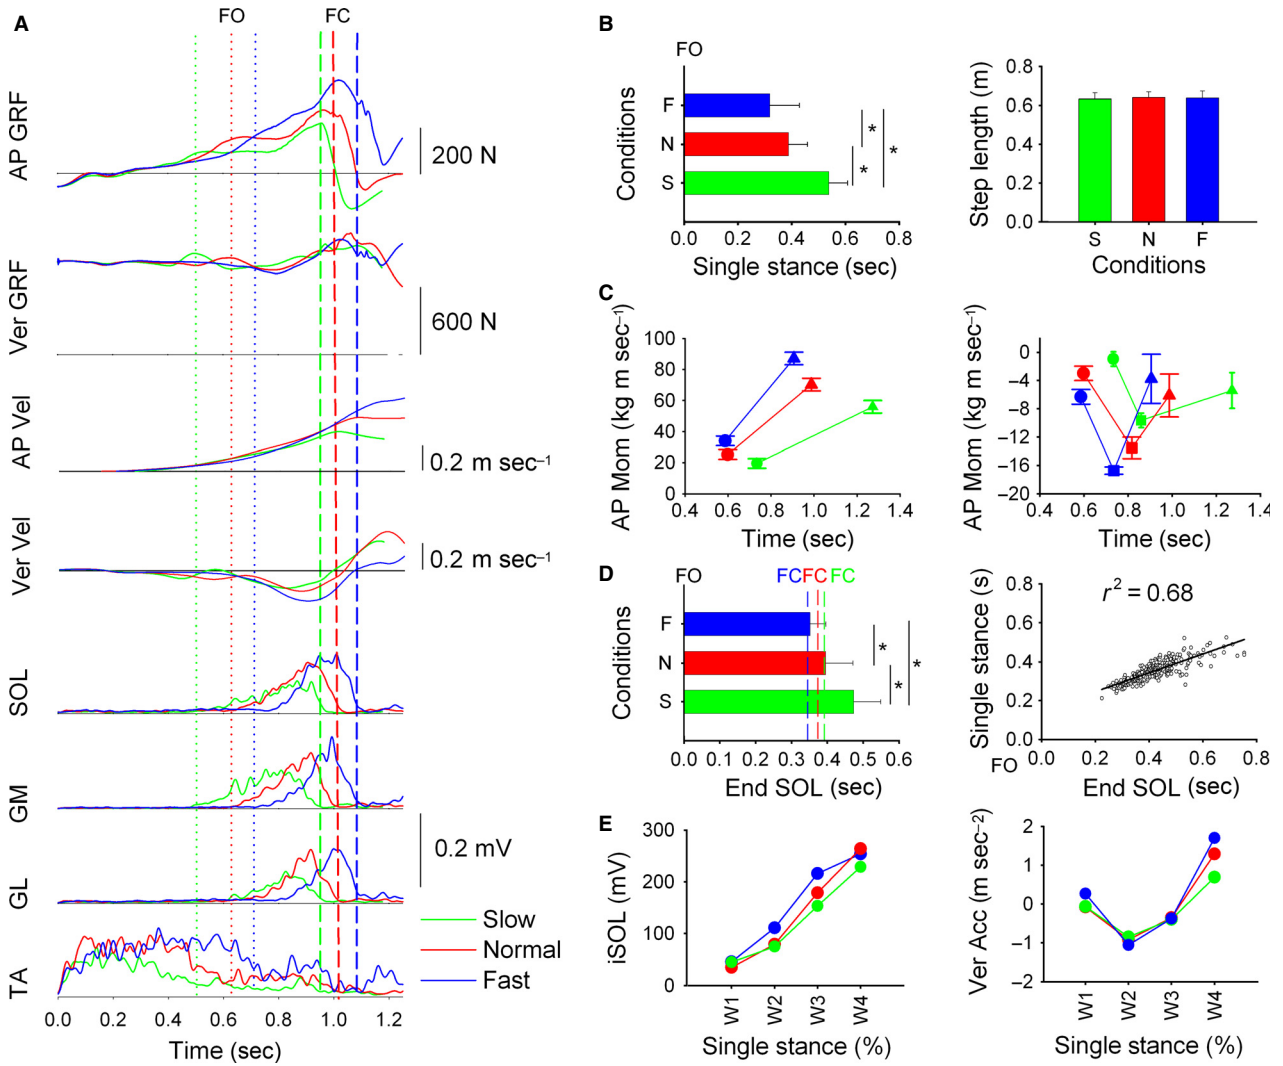 A
FO
FC
AP GRF
200 N
Ver GRF
600 N
AP Vel
0.2 m sec⁻¹
Ver Vel
0.2 m sec⁻¹
SOL
GM
0.2 mV
GL
Slow
Normal
Fast
TA
0.0 0.2 0.4 0.6 0.8 1.0 1.2
Time (sec)
B
FO
Conditions
F
N
S
*
*
*
0.0 0.2 0.4 0.6 0.8
Single stance (sec)
Step length (m)
0.8
0.6
0.4
0.2
0.0
S N F
Conditions
C
AP Mom (kg m sec⁻¹)
100
80
60
40
20
0
0.4 0.6 0.8 1.0 1.2 1.4
Time (sec)
AP Mom (kg m sec⁻¹)
0
−4
−8
−12
−16
−20
0.4 0.6 0.8 1.0 1.2 1.4
Time (sec)
D
FO
FC FC FC
Conditions
F
N
S
*
*
*
0.0 0.1 0.2 0.3 0.4 0.5 0.6
End SOL (sec)
Single stance (s)
0.8
0.6
0.4
0.2
0.0
r² = 0.68
FO
0.0 0.2 0.4 0.6 0.8
End SOL (sec)
E
iSOL (mV)
300
200
100
0
W1 W2 W3 W4
Single stance (%)
Ver Acc (m sec⁻²)
2
1
0
−1
−2
W1 W2 W3 W4
Single stance (%)